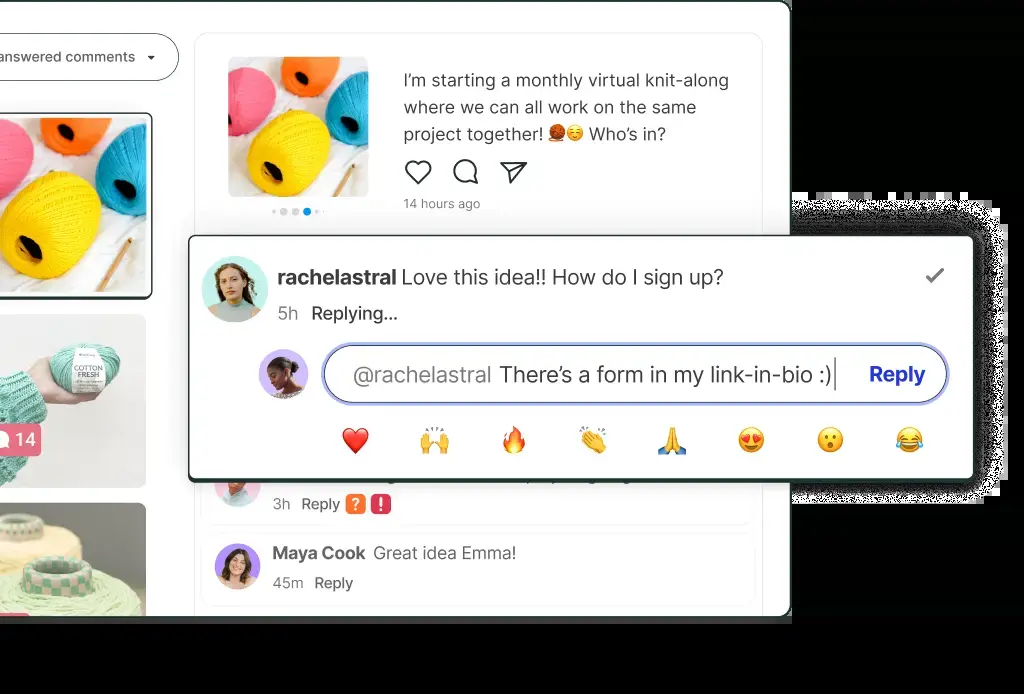 answered comments
I’m starting a monthly virtual knit-along
where we can all work on the same
project together! 🧶☺️ Who’s in?
14 hours ago
rachelastral Love this idea!! How do I sign up?
5h Replying...
@rachelastral There’s a form in my link-in-bio :) Reply
❤️ 🙌 🔥 👏 🙏 😍 😮 😂
COTTON
FRESH
14
3h Reply ? !
Maya Cook Great idea Emma!
45m Reply